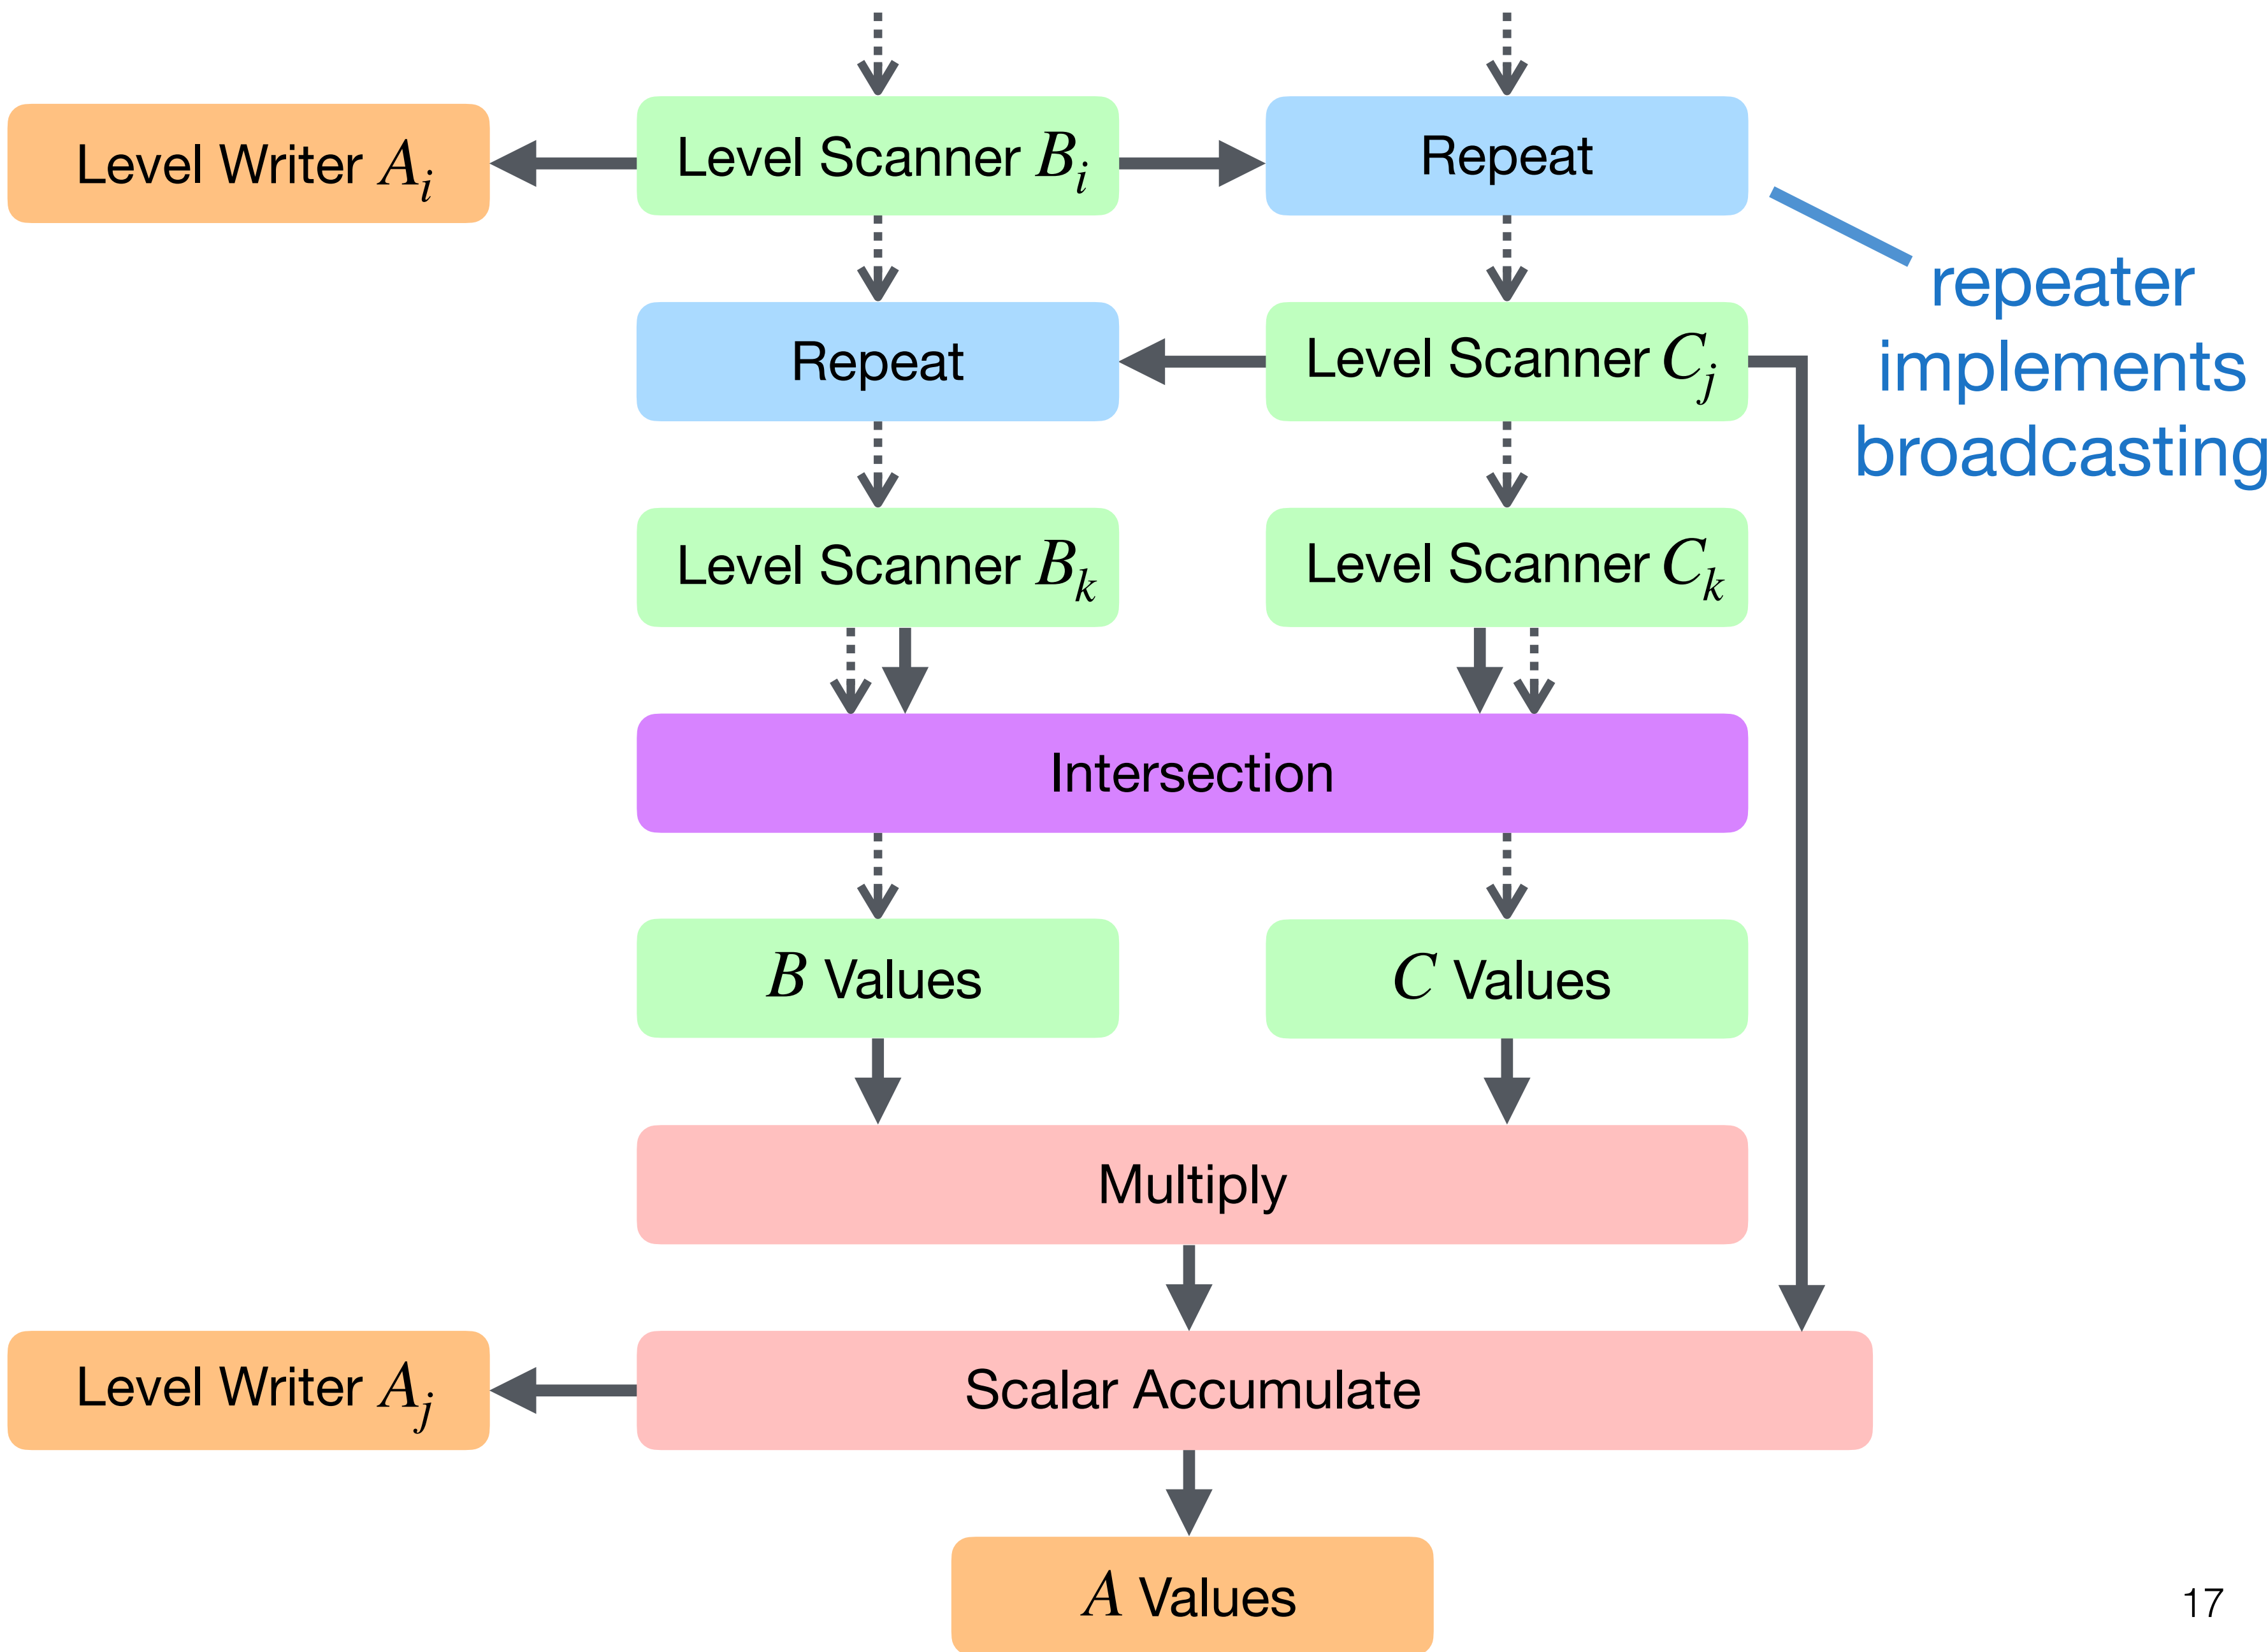 Level Writer A_i
Level Scanner B_i
Repeat
repeater
implements
broadcasting
Repeat
Level Scanner C_j
Level Scanner B_k
Level Scanner C_k
Intersection
B Values
C Values
Multiply
Level Writer A_j
Scalar Accumulate
A Values
17